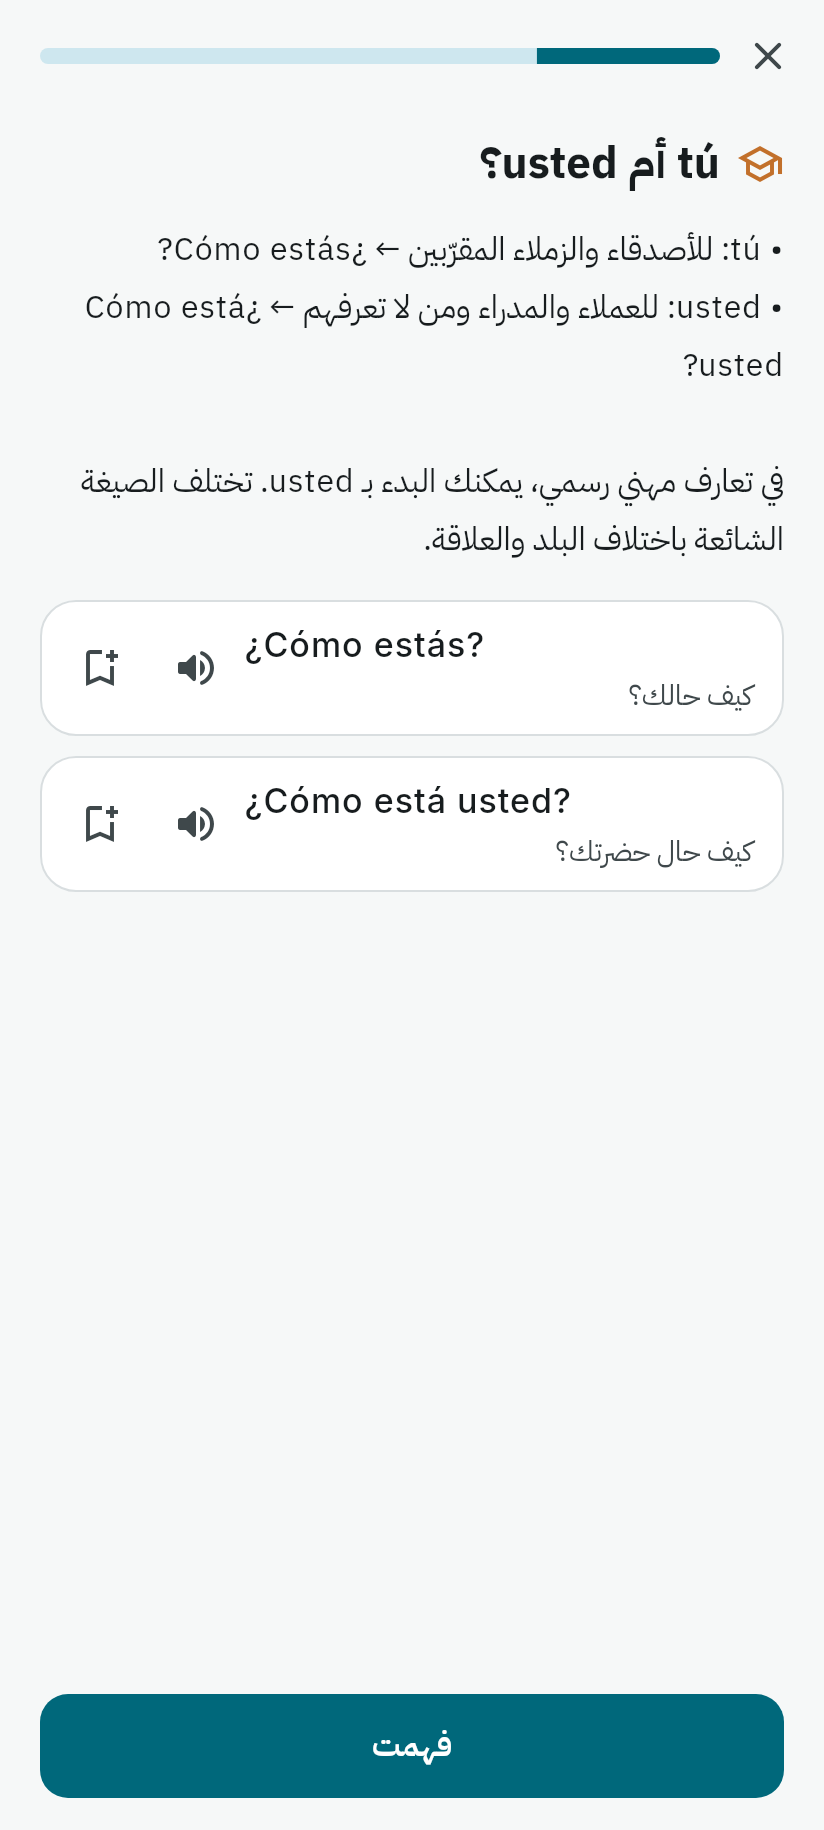 tú أم usted؟
• tú: للأصدقاء والزملاء المقرّبين ← ¿Cómo estás?
• usted: للعملاء والمدراء ومن لا تعرفهم ← ¿Cómo está
usted?
في تعارف مهني رسمي، يمكنك البدء بـ usted. تختلف الصيغة
الشائعة باختلاف البلد والعلاقة.
¿Cómo estás?
كيف حالك؟
¿Cómo está usted?
كيف حال حضرتك؟
فهمت